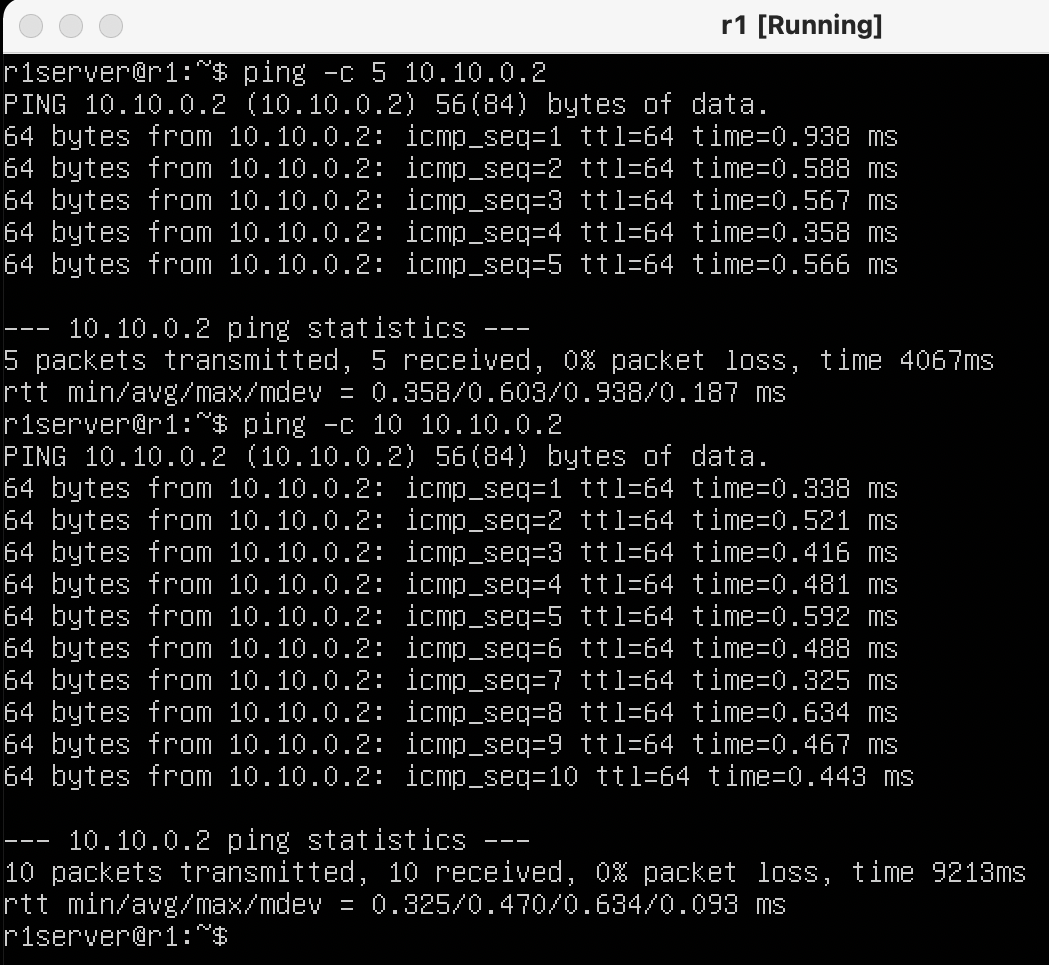 r1 [Running]
r1server@r1:~$ ping -c 5 10.10.0.2
PING 10.10.0.2 (10.10.0.2) 56(84) bytes of data.
64 bytes from 10.10.0.2: icmp_seq=1 ttl=64 time=0.938 ms
64 bytes from 10.10.0.2: icmp_seq=2 ttl=64 time=0.588 ms
64 bytes from 10.10.0.2: icmp_seq=3 ttl=64 time=0.567 ms
64 bytes from 10.10.0.2: icmp_seq=4 ttl=64 time=0.358 ms
64 bytes from 10.10.0.2: icmp_seq=5 ttl=64 time=0.566 ms
--- 10.10.0.2 ping statistics ---
5 packets transmitted, 5 received, 0% packet loss, time 4067ms
rtt min/avg/max/mdev = 0.358/0.603/0.938/0.187 ms
r1server@r1:~$ ping -c 10 10.10.0.2
PING 10.10.0.2 (10.10.0.2) 56(84) bytes of data.
64 bytes from 10.10.0.2: icmp_seq=1 ttl=64 time=0.338 ms
64 bytes from 10.10.0.2: icmp_seq=2 ttl=64 time=0.521 ms
64 bytes from 10.10.0.2: icmp_seq=3 ttl=64 time=0.416 ms
64 bytes from 10.10.0.2: icmp_seq=4 ttl=64 time=0.481 ms
64 bytes from 10.10.0.2: icmp_seq=5 ttl=64 time=0.592 ms
64 bytes from 10.10.0.2: icmp_seq=6 ttl=64 time=0.488 ms
64 bytes from 10.10.0.2: icmp_seq=7 ttl=64 time=0.325 ms
64 bytes from 10.10.0.2: icmp_seq=8 ttl=64 time=0.634 ms
64 bytes from 10.10.0.2: icmp_seq=9 ttl=64 time=0.467 ms
64 bytes from 10.10.0.2: icmp_seq=10 ttl=64 time=0.443 ms
--- 10.10.0.2 ping statistics ---
10 packets transmitted, 10 received, 0% packet loss, time 9213ms
rtt min/avg/max/mdev = 0.325/0.470/0.634/0.093 ms
r1server@r1:~$